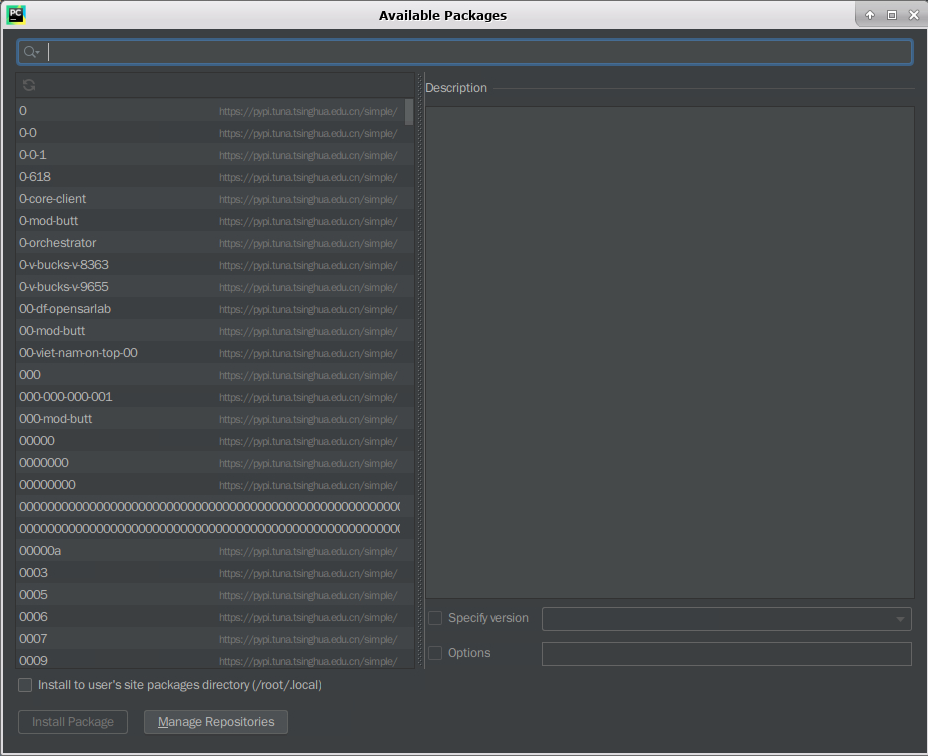 PC
Available Packages
Description
0 https://pypi.tuna.tsinghua.edu.cn/simple/
0-0 https://pypi.tuna.tsinghua.edu.cn/simple/
0-0-1 https://pypi.tuna.tsinghua.edu.cn/simple/
0-618 https://pypi.tuna.tsinghua.edu.cn/simple/
0-core-client https://pypi.tuna.tsinghua.edu.cn/simple/
0-mod-butt https://pypi.tuna.tsinghua.edu.cn/simple/
0-orchestrator https://pypi.tuna.tsinghua.edu.cn/simple/
0-v-bucks-v-8363 https://pypi.tuna.tsinghua.edu.cn/simple/
0-v-bucks-v-9655 https://pypi.tuna.tsinghua.edu.cn/simple/
00-df-opensarlab https://pypi.tuna.tsinghua.edu.cn/simple/
00-mod-butt https://pypi.tuna.tsinghua.edu.cn/simple/
00-viet-nam-on-top-00 https://pypi.tuna.tsinghua.edu.cn/simple/
000 https://pypi.tuna.tsinghua.edu.cn/simple/
000-000-000-001 https://pypi.tuna.tsinghua.edu.cn/simple/
000-mod-butt https://pypi.tuna.tsinghua.edu.cn/simple/
00000 https://pypi.tuna.tsinghua.edu.cn/simple/
0000000 https://pypi.tuna.tsinghua.edu.cn/simple/
00000000 https://pypi.tuna.tsinghua.edu.cn/simple/
000000000000000000000000000000000000000000000000000000
000000000000000000000000000000000000000000000000000000
00000a https://pypi.tuna.tsinghua.edu.cn/simple/
0003 https://pypi.tuna.tsinghua.edu.cn/simple/
0005 https://pypi.tuna.tsinghua.edu.cn/simple/
0006 https://pypi.tuna.tsinghua.edu.cn/simple/
0007 https://pypi.tuna.tsinghua.edu.cn/simple/
0009 https://pypi.tuna.tsinghua.edu.cn/simple/
Specify version
Options
Install to user's site packages directory (/root/.local)
Install Package
Manage Repositories